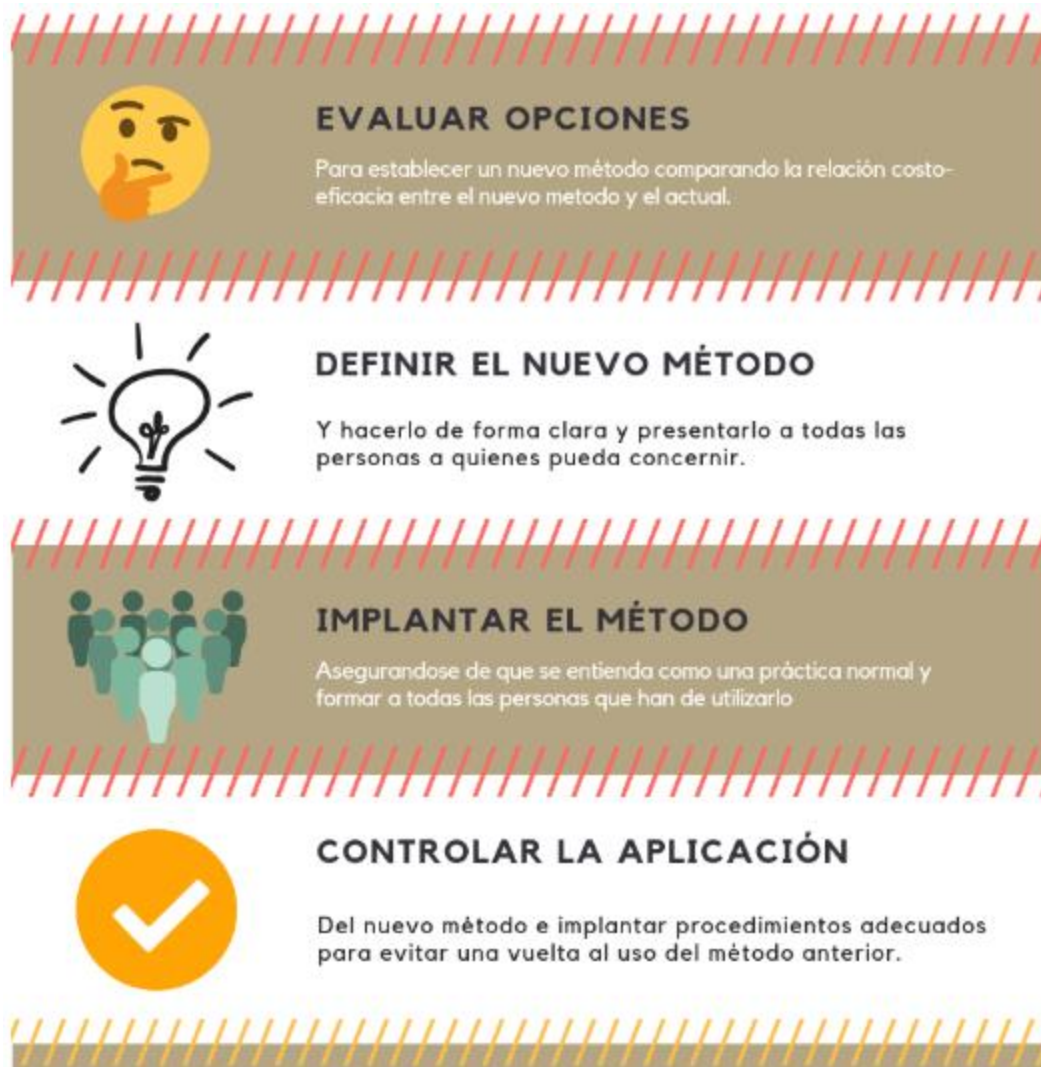 EVALUAR OPCIONES
Para establecer un nuevo método comparando la relación costo-
eficacia entre el nuevo metodo y el actual.
DEFINIR EL NUEVO MÉTODO
Y hacerlo de forma clara y presentarlo a todas las
personas a quienes pueda concernir.
IMPLANTAR EL MÉTODO
Asegurandose de que se entienda como una práctica normal y
formar a todas las personas que han de utilizarlo
CONTROLAR LA APLICACIÓN
Del nuevo método e implantar procedimientos adecuados
para evitar una vuelta al uso del método anterior.